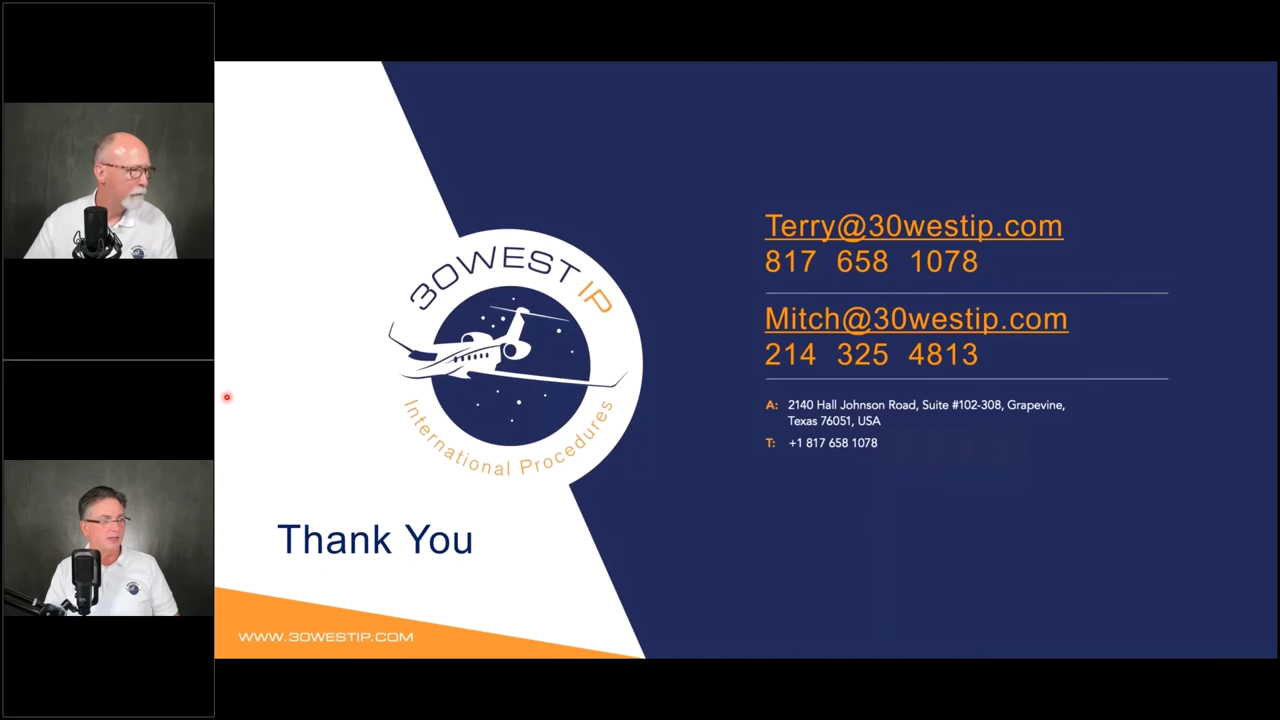 30WEST IP
International Procedures
Thank You
WWW.30WESTIP.COM
Terry@30westip.com
817 658 1078
Mitch@30westip.com
214 325 4813
A: 2140 Hall Johnson Road, Suite #102-308, Grapevine,
Texas 76051, USA
T: +1 817 658 1078